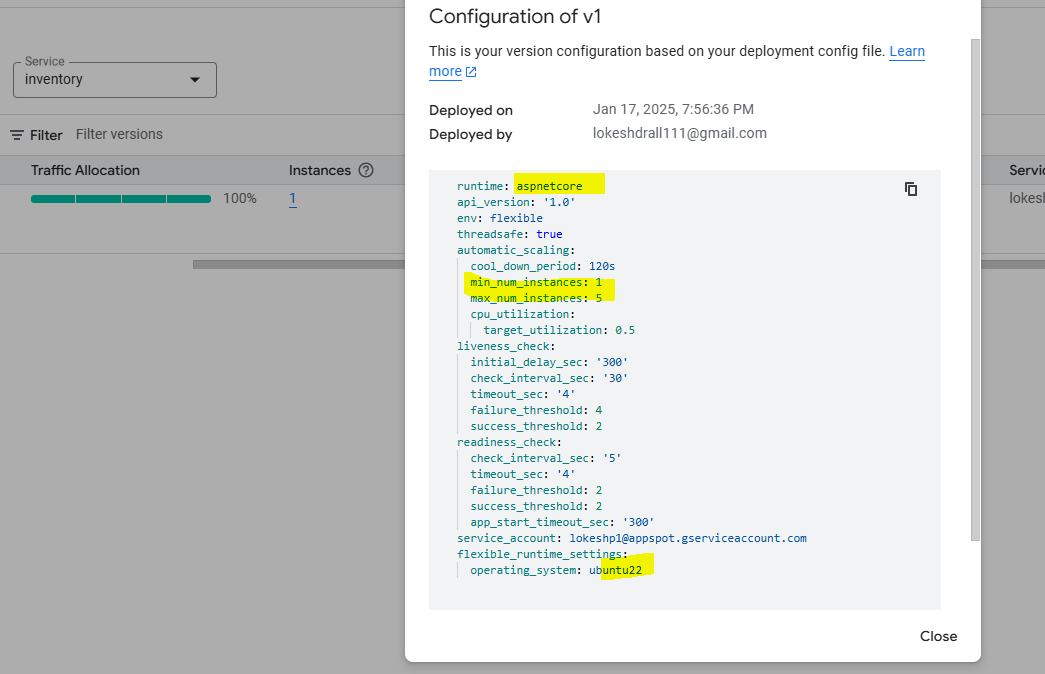 Configuration of v1
This is your version configuration based on your deployment config file. Learn
more
Service
inventory
Deployed on Jan 17, 2025, 7:56:36 PM
Deployed by lokeshdrall111@gmail.com
Filter Filter versions
Traffic Allocation Instances Servic
100% 1 lokesh
runtime: aspnetcore
api_version: '1.0'
env: flexible
threadsafe: true
automatic_scaling:
cool_down_period: 120s
min_num_instances: 1
max_num_instances: 5
cpu_utilization:
target_utilization: 0.5
liveness_check:
initial_delay_sec: '300'
check_interval_sec: '30'
timeout_sec: '4'
failure_threshold: 4
success_threshold: 2
readiness_check:
check_interval_sec: '5'
timeout_sec: '4'
failure_threshold: 2
success_threshold: 2
app_start_timeout_sec: '300'
service_account: lokeshp1@appspot.gserviceaccount.com
flexible_runtime_settings:
operating_system: ubuntu22
Close